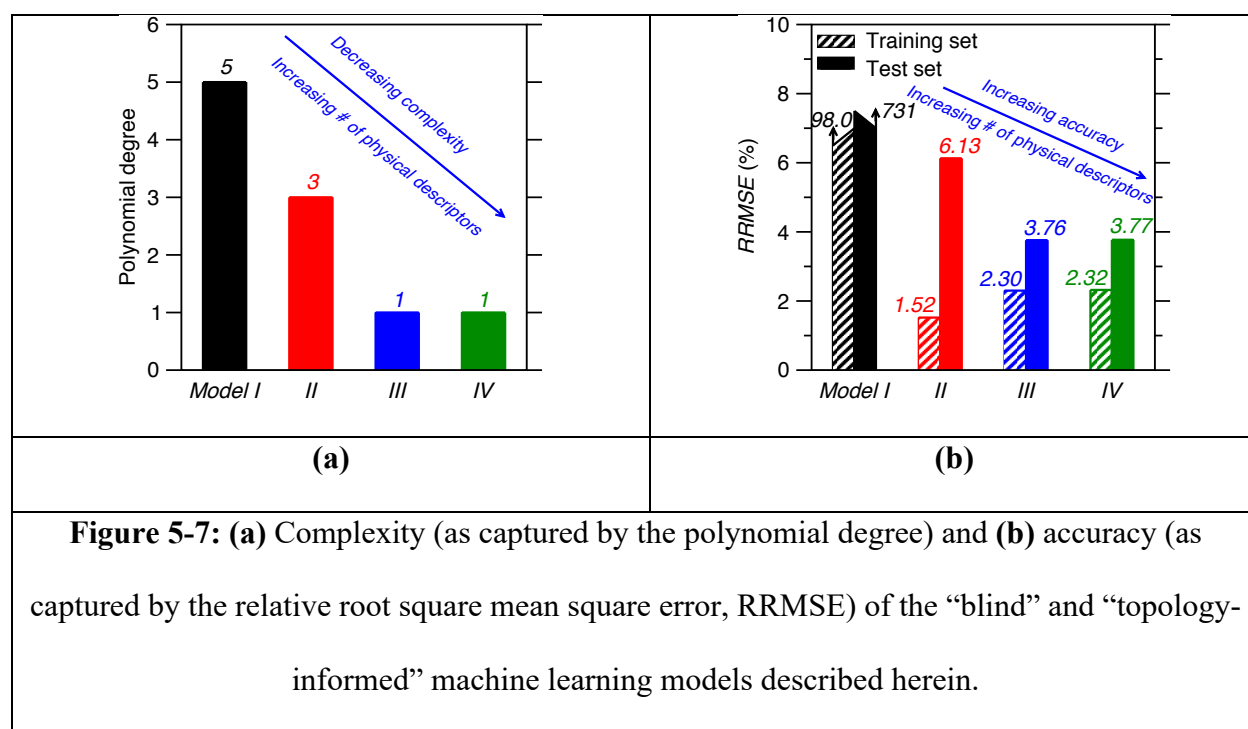 6
5
4
3
2
1
0
Polynomial degree
5
3
1
1
Decreasing complexity
Increasing # of physical descriptors
Model I
II
III
IV
10
8
6
4
2
0
RRMSE (%)
Training set
Test set
Increasing accuracy
Increasing # of physical descriptors
98.0
731
1.52
6.13
2.30
3.76
2.32
3.77
Model I
II
III
IV
(a)
(b)
Figure 5-7: (a) Complexity (as captured by the polynomial degree) and (b) accuracy (as
captured by the relative root square mean square error, RRMSE) of the “blind” and “topology-
informed” machine learning models described herein.